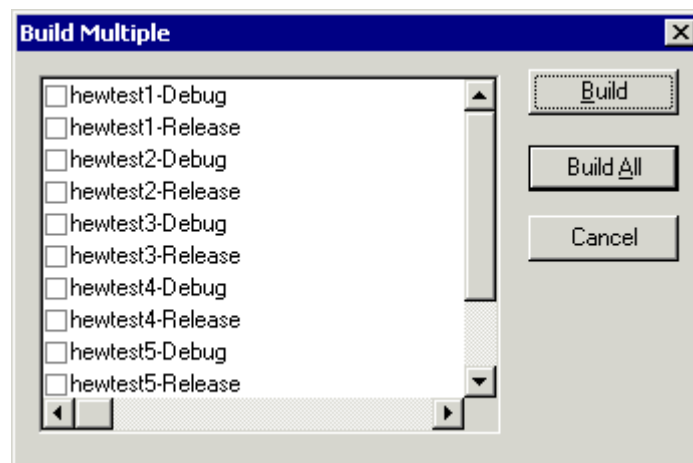 Build Multiple
hewtest1-Debug
hewtest1-Release
hewtest2-Debug
hewtest2-Release
hewtest3-Debug
hewtest3-Release
hewtest4-Debug
hewtest4-Release
hewtest5-Debug
hewtest5-Release
Build
Build All
Cancel